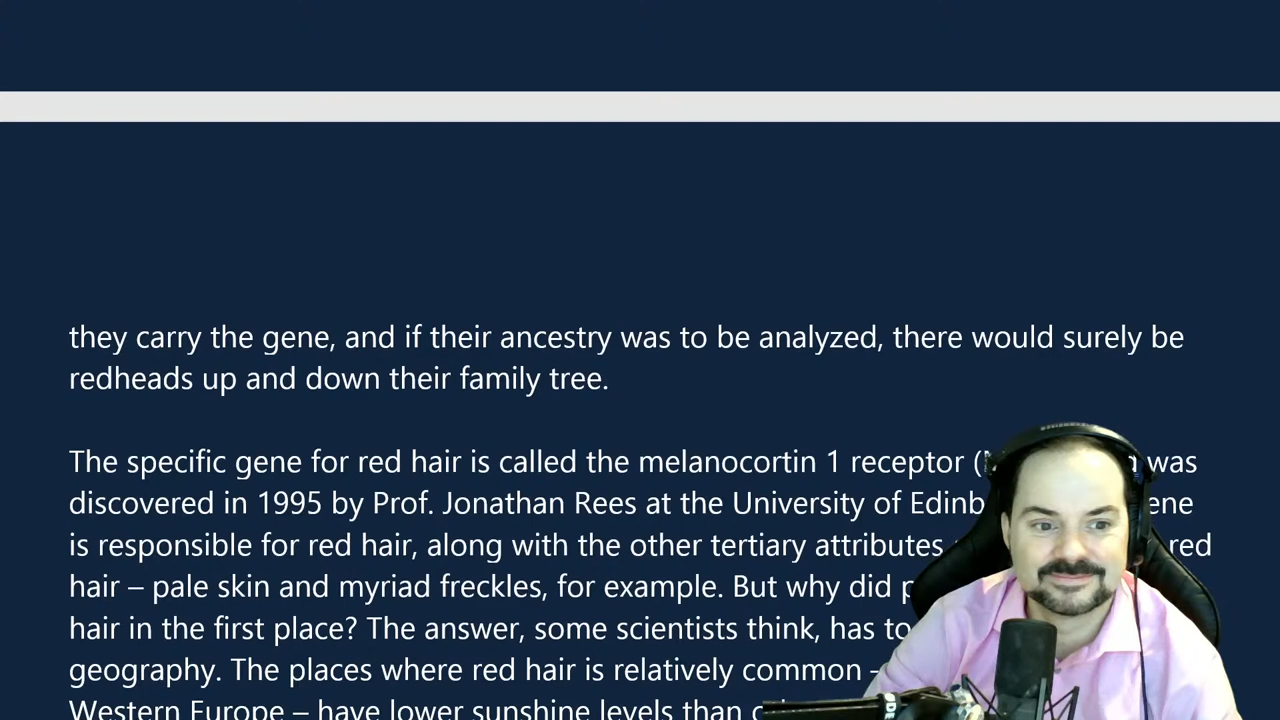 they carry the gene, and if their ancestry was to be analyzed, there would surely be
redheads up and down their family tree.
The specific gene for red hair is called the melanocortin 1 receptor ( was
discovered in 1995 by Prof. Jonathan Rees at the University of
is responsible for red hair, along with the other tertiary attributes red
hair – pale skin and myriad freckles, for example. But why did
hair in the first place? The answer, some scientists think, has to
geography. The places where red hair is relatively common –
Western Europe – have lower sunshine levels than